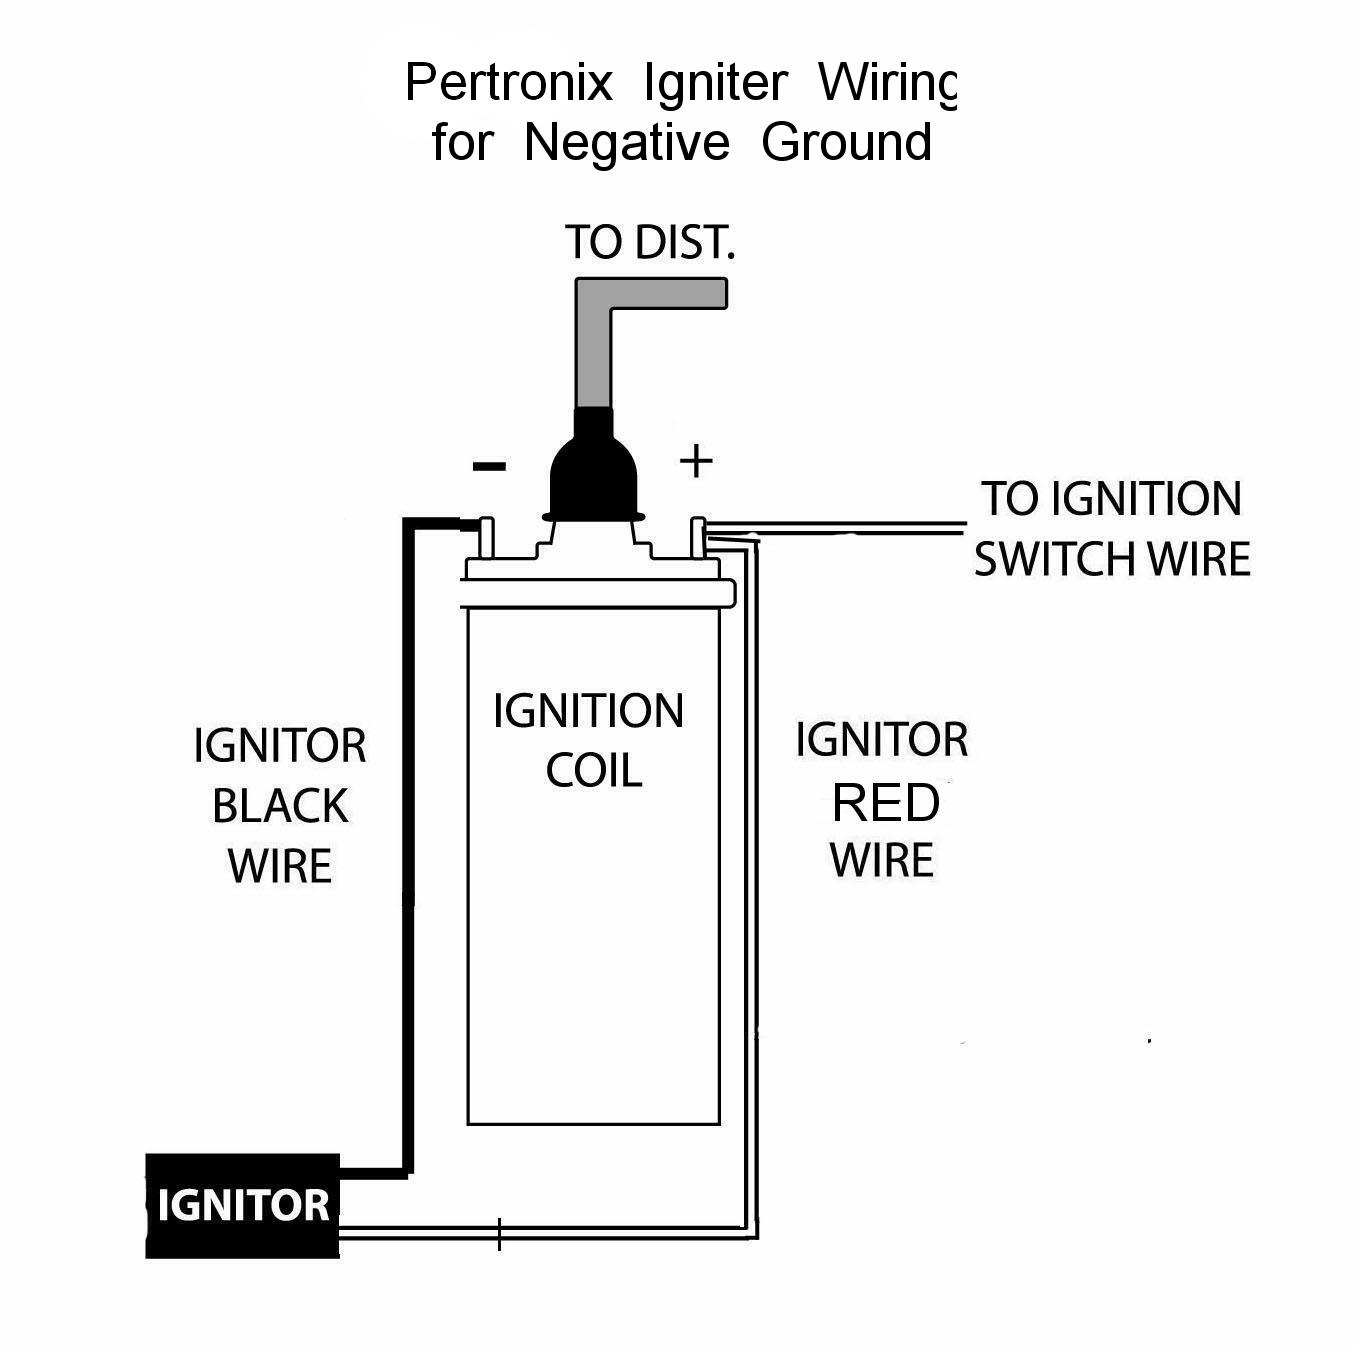 Pertronix Igniter Wiring
for Negative Ground
TO DIST.
-
+
TO IGNITION
SWITCH WIRE
IGNITION
COIL
IGNITOR
BLACK
WIRE
IGNITOR
RED
WIRE
IGNITOR